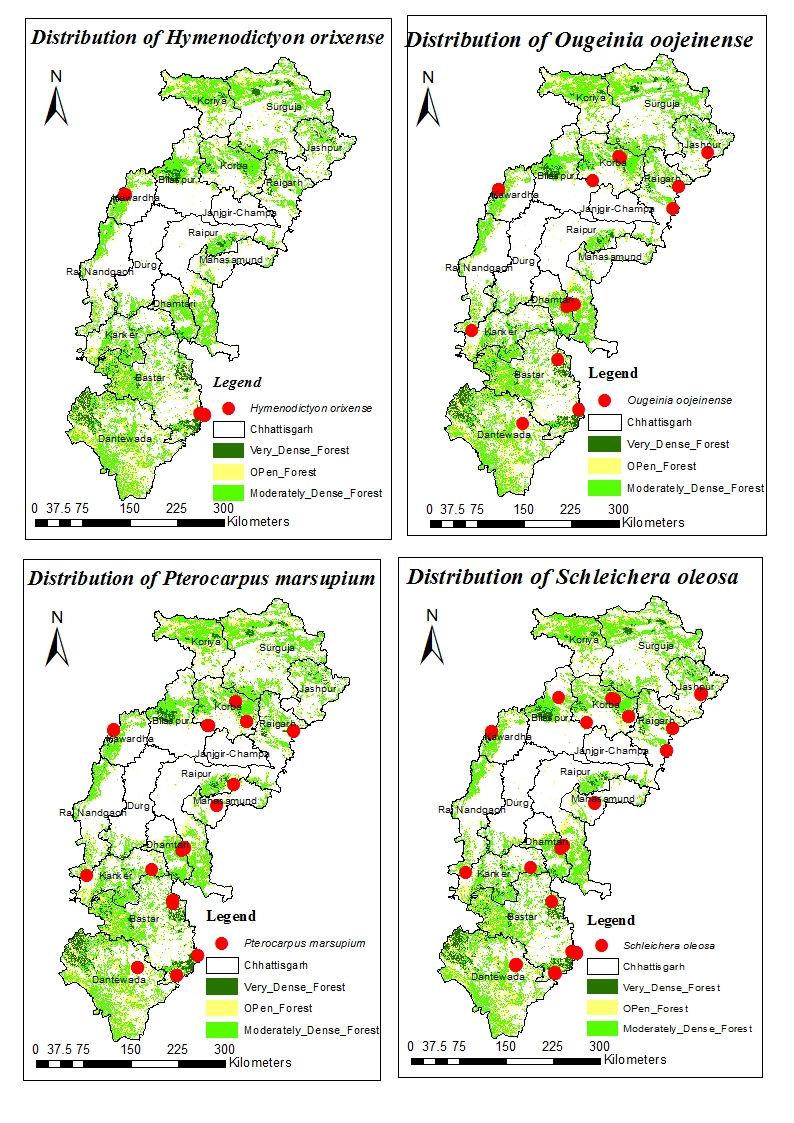 Distribution of Hymenodictyon orixense
N
Koriya
Surguja
Jashpur
Korba
Bilaspur
Raigarh
Kawardha
Janjgir-Champa
Raipur
Mahasamund
Durg
Raj Nandgaon
Dhamtari
Kanker
Bastar
Dantewada
Legend
Hymenodictyon orixense
Chhattisgarh
Very_Dense_Forest
OPen_Forest
Moderately_Dense_Forest
0 37.5 75 150 225 300
Kilometers
Distribution of Ougeinia oojeinense
N
Koriya
Surguja
Jashpur
Korba
Bilaspur
Raigarh
Kawardha
Janjgir-Champa
Raipur
Mahasamund
Durg
Raj Nandgaon
Dhamtari
Kanker
Bastar
Dantewada
Legend
Ougeinia oojeinense
Chhattisgarh
Very_Dense_Forest
OPen_Forest
Moderately_Dense_Forest
0 37.5 75 150 225 300
Kilometers
Distribution of Pterocarpus marsupium
N
Koriya
Surguja
Jashpur
Korba
Bilaspur
Raigarh
Kawardha
Janjgir-Champa
Raipur
Mahasamund
Durg
Raj Nandgaon
Dhamtari
Kanker
Bastar
Dantewada
Legend
Pterocarpus marsupium
Chhattisgarh
Very_Dense_Forest
OPen_Forest
Moderately_Dense_Forest
0 37.5 75 150 225 300
Kilometers
Distribution of Schleichera oleosa
N
Koriya
Surguja
Jashpur
Korba
Bilaspur
Raigarh
Kawardha
Janjgir-Champa
Raipur
Mahasamund
Durg
Raj Nandgaon
Dhamtari
Kanker
Bastar
Dantewada
Legend
Schleichera oleosa
Chhattisgarh
Very_Dense_Forest
OPen_Forest
Moderately_Dense_Forest
0 37.5 75 150 225 300
Kilometers